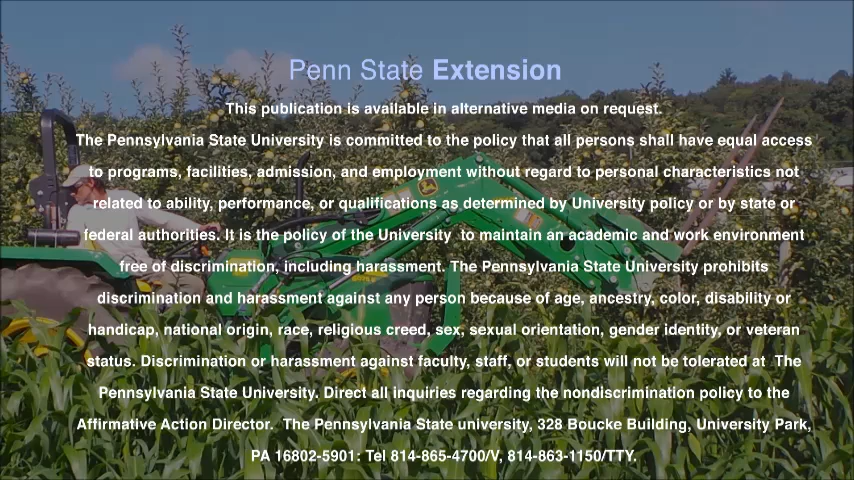 Penn State Extension
This publication is available in alternative media on request.
The Pennsylvania State University is committed to the policy that all persons shall have equal access
to programs, facilities, admission, and employment without regard to personal characteristics not
related to ability, performance, or qualifications as determined by University policy or by state or
federal authorities. It is the policy of the University to maintain an academic and work environment
free of discrimination, including harassment. The Pennsylvania State University prohibits
discrimination and harassment against any person because of age, ancestry, color, disability or
handicap, national origin, race, religious creed, sex, sexual orientation, gender identity, or veteran
status. Discrimination or harassment against faculty, staff, or students will not be tolerated at The
Pennsylvania State University. Direct all inquiries regarding the nondiscrimination policy to the
Affirmative Action Director. The Pennsylvania State university, 328 Boucke Building, University Park,
PA 16802-5901: Tel 814-865-4700/V, 814-863-1150/TTY.